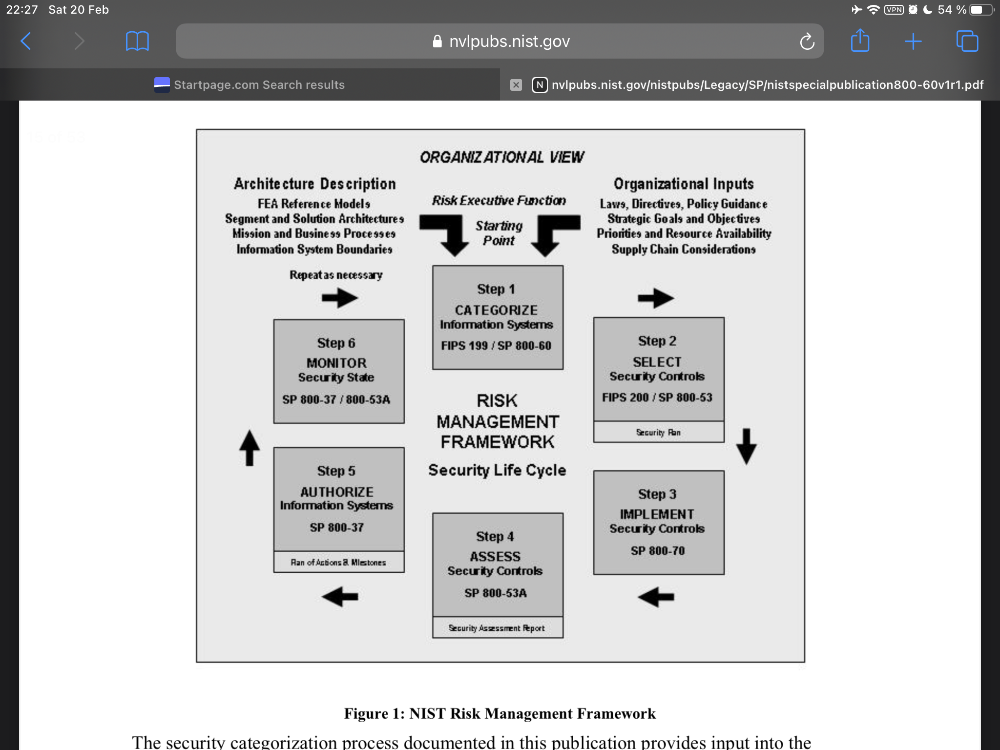 22:27 Sat 20 Feb
VPN 54 %
nvlpubs.nist.gov
Startpage.com Search results
N nvlpubs.nist.gov/nistpubs/Legacy/SP/nistspecialpublication800-60v1r1.pdf
15 of 53
ORGANIZATIONAL VIEW
Architecture Description
FEA Reference Models
Segment and Solution Architectures
Mission and Business Processes
Information System Boundaries
Risk Executive Function
Starting
Point
Organizational Inputs
Laws, Directives, Policy Guidance
Strategic Goals and Objectives
Priorities and Resource Availability
Supply Chain Considerations
Repeat as necessary
Step 1
CATEGORIZE
Information Systems
FIPS 199 / SP 800-60
Step 2
SELECT
Security Controls
FIPS 200 / SP 800-53
Security Plan
Step 3
IMPLEMENT
Security Controls
SP 800-70
Step 4
ASSESS
Security Controls
SP 800-53A
Security Assessment Report
Step 5
AUTHORIZE
Information Systems
SP 800-37
Plan of Actions & Milestones
Step 6
MONITOR
Security State
SP 800-37 / 800-53A
RISK
MANAGEMENT
FRAMEWORK
Security Life Cycle
Figure 1: NIST Risk Management Framework
The security categorization process documented in this publication provides input into the